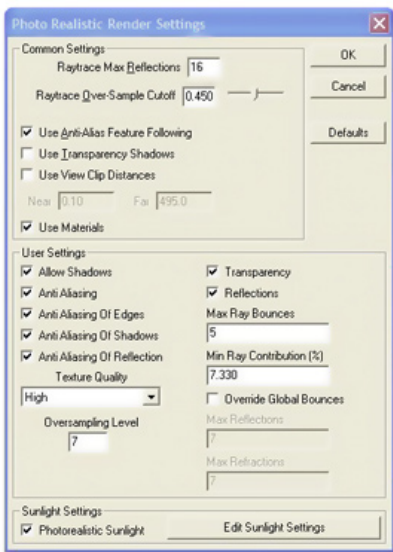 Photo Realistic Render Settings
Common Settings
OK
Raytrace Max Reflections 16
Cancel
Raytrace Over-Sample Cutoff 0.450
Use Anti-Alias Feature Following
Defaults
Use Transparency Shadows
Use View Clip Distances
Near 0.10 Far 495.0
Use Materials
User Settings
Allow Shadows
Transparency
Anti Aliasing
Reflections
Anti Aliasing Of Edges
Max Ray Bounces
Anti Aliasing Of Shadows
5
Anti Aliasing Of Reflection
Min Ray Contribution (%)
Texture Quality
7.330
High
Override Global Bounces
Oversampling Level
Max Reflections
7
7
Max Refractions
7
Sunlight Settings
Photorealistic Sunlight
Edit Sunlight Settings